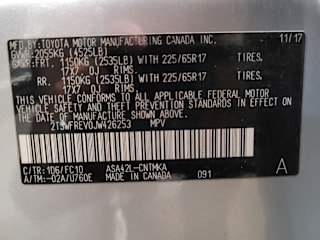 MFD. BY: TOYOTA MOTOR MANUFACTURING CANADA INC. 11/17
GVWR: 2055KG (4525LB)
GAWR: FRT. 1150KG (2535LB) WITH 225/65R17 TIRES,
17X7 0J RIMS.
RR. 1150KG (2535LB) WITH 225/65R17 TIRES,
17X7 0J RIMS.
THIS VEHICLE CONFORMS TO ALL APPLICABLE FEDERAL MOTOR
VEHICLE SAFETY AND THEFT PREVENTION STANDARDS IN
EFFECT ON THE DATE OF MANUFACTURE SHOWN ABOVE.
2T3WFREV0JW426253 MPV
C/TR: 1D6/FC10 ASA42L-CNTMKA A
A/TM: -02A/U760E MADE IN CANADA 091